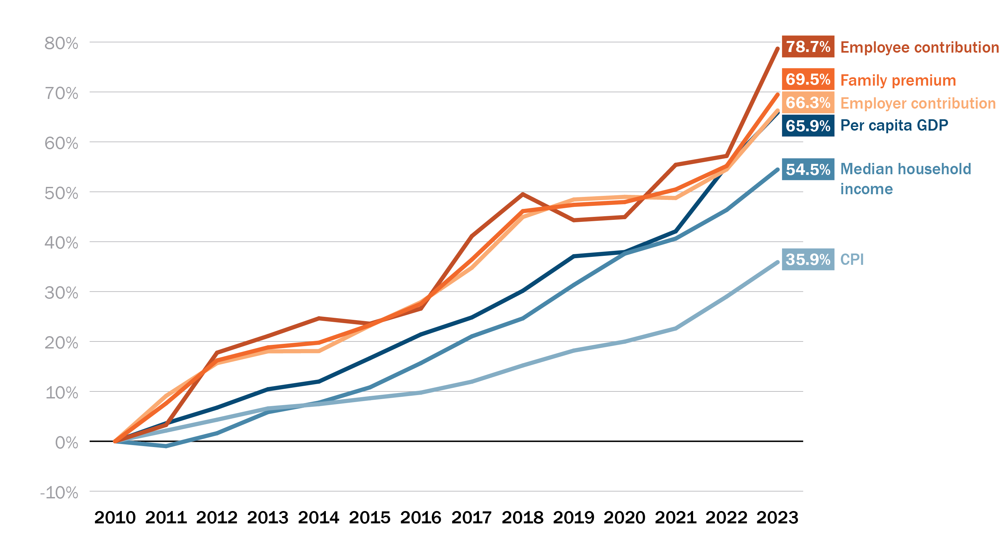 80%
70%
60%
50%
40%
30%
20%
10%
0%
-10%
2010 2011 2012 2013 2014 2015 2016 2017 2018 2019 2020 2021 2022 2023
78.7% Employee contribution
69.5% Family premium
66.3% Employer contribution
65.9% Per capita GDP
54.5% Median household
income
35.9% CPI